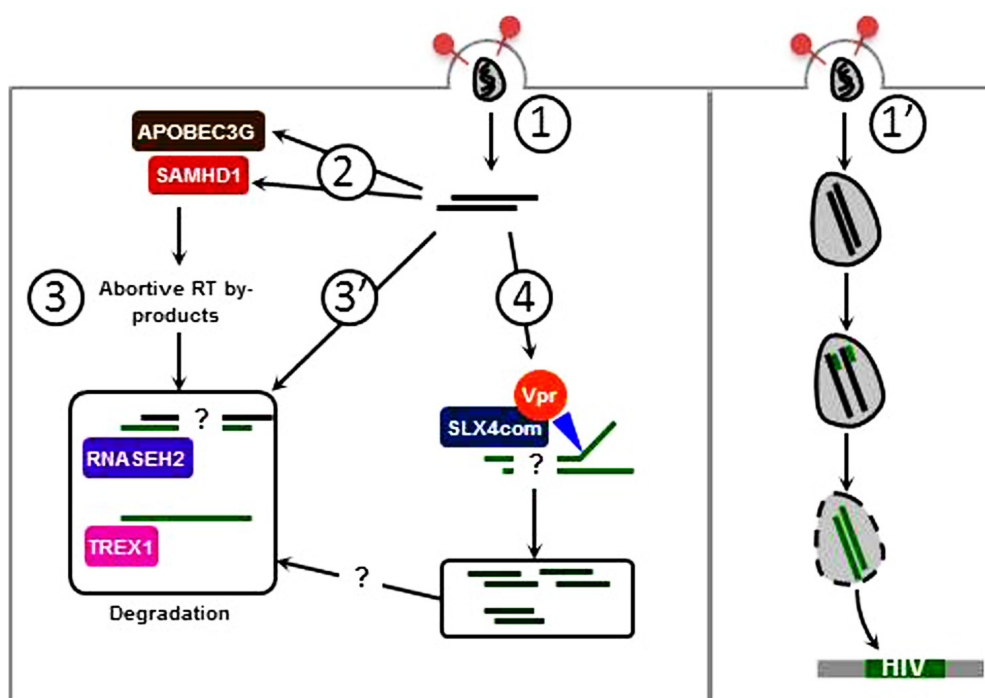 1
1'
APOBEC3G
2
SAMHD1
3
Abortive RT by-
products
3'
4
Vpr
?
SLX4com
RNASEH2
?
TREX1
?
Degradation
HIV